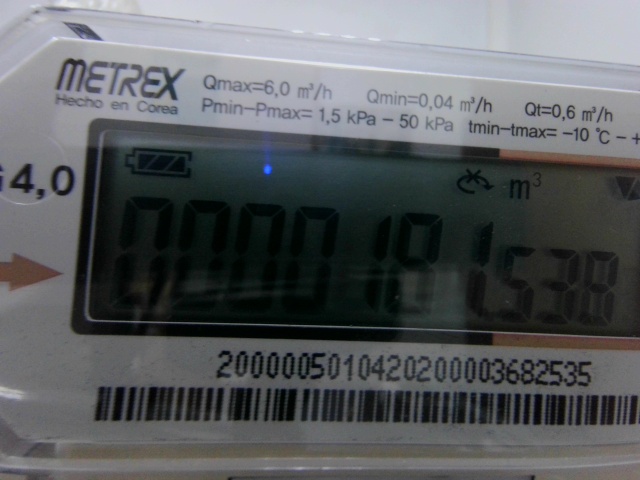 METREX
Hecho en Corea
Qmax=6,0 m³/h Qmin=0,04 m³/h Qt=0,6 m³/h
Pmin-Pmax= 1,5 kPa - 50 kPa tmin-tmax= -10 °C - +
G4,0
m³
0000181.538
20000050104202000003682535